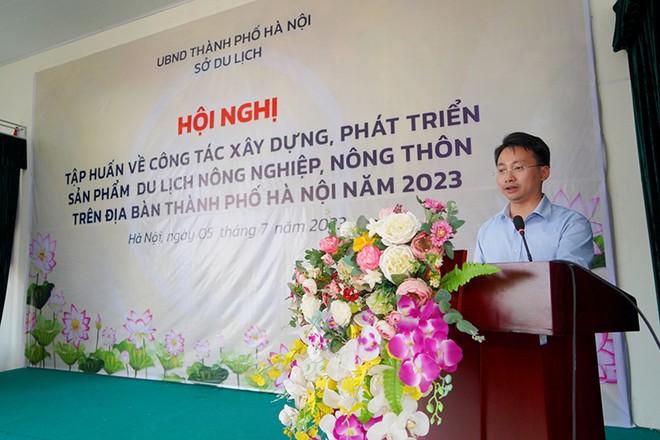 UBND THÀNH PHỐ HÀ NỘI
SỞ DU LỊCH
HỘI NGHỊ
TẬP HUẤN VỀ CÔNG TÁC XÂY DỰNG, PHÁT TRIỂN
SẢN PHẨM DU LỊCH NÔNG NGHIỆP, NÔNG THÔN
TRÊN ĐỊA BÀN THÀNH PHỐ HÀ NỘI NĂM 2023
Hà Nội, ngày 05 tháng 7 năm 2023